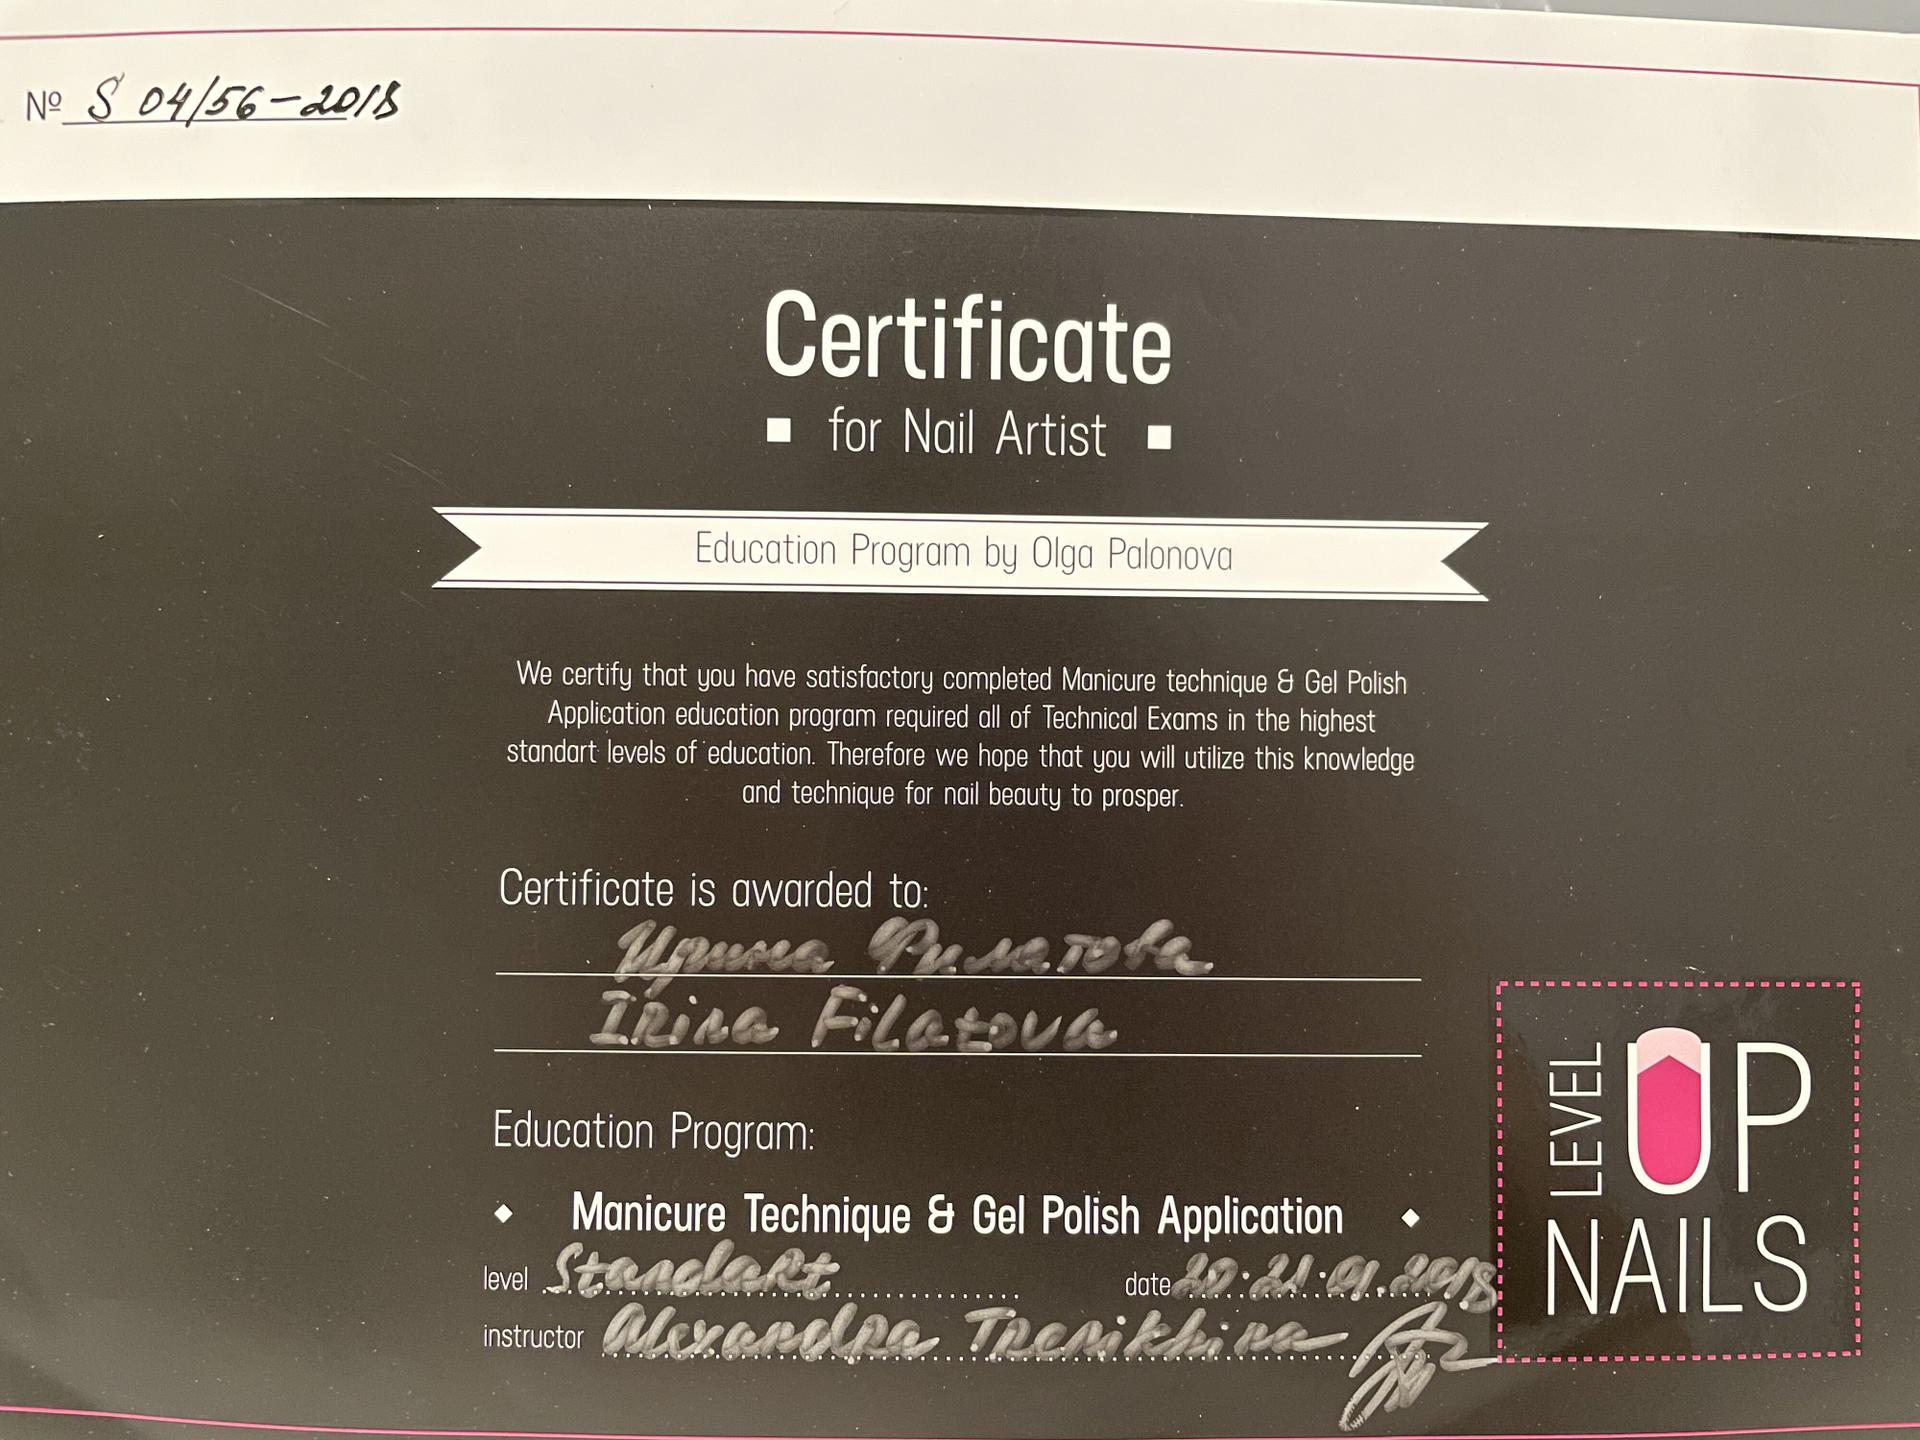 № S 04/56-2018
Certificate
for Nail Artist
Education Program by Olga Palonova
We certify that you have satisfactory completed Manicure technique & Gel Polish
Application education program required all of Technical Exams in the highest
standart levels of education. Therefore we hope that you will utilize this knowledge
and technique for nail beauty to prosper.
Certificate is awarded to:
Ирина Филатова
Irina Filatova
Education Program:
Manicure Technique & Gel Polish Application
level Standart
date 20-21.01.2018
instructor Alexandra
LEVEL
UP
NAILS